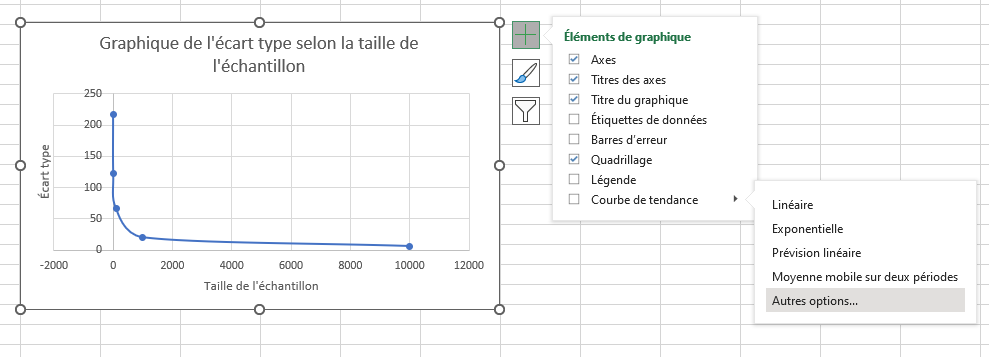 Graphique de l'écart type selon la taille de
l'échantillon
250
200
150
100
50
0
Écart type
-2000 0 2000 4000 6000 8000 10000 12000
Taille de l'échantillon
Éléments de graphique
Axes
Titres des axes
Titre du graphique
Étiquettes de données
Barres d'erreur
Quadrillage
Légende
Courbe de tendance
Linéaire
Exponentielle
Prévision linéaire
Moyenne mobile sur deux périodes
Autres options...